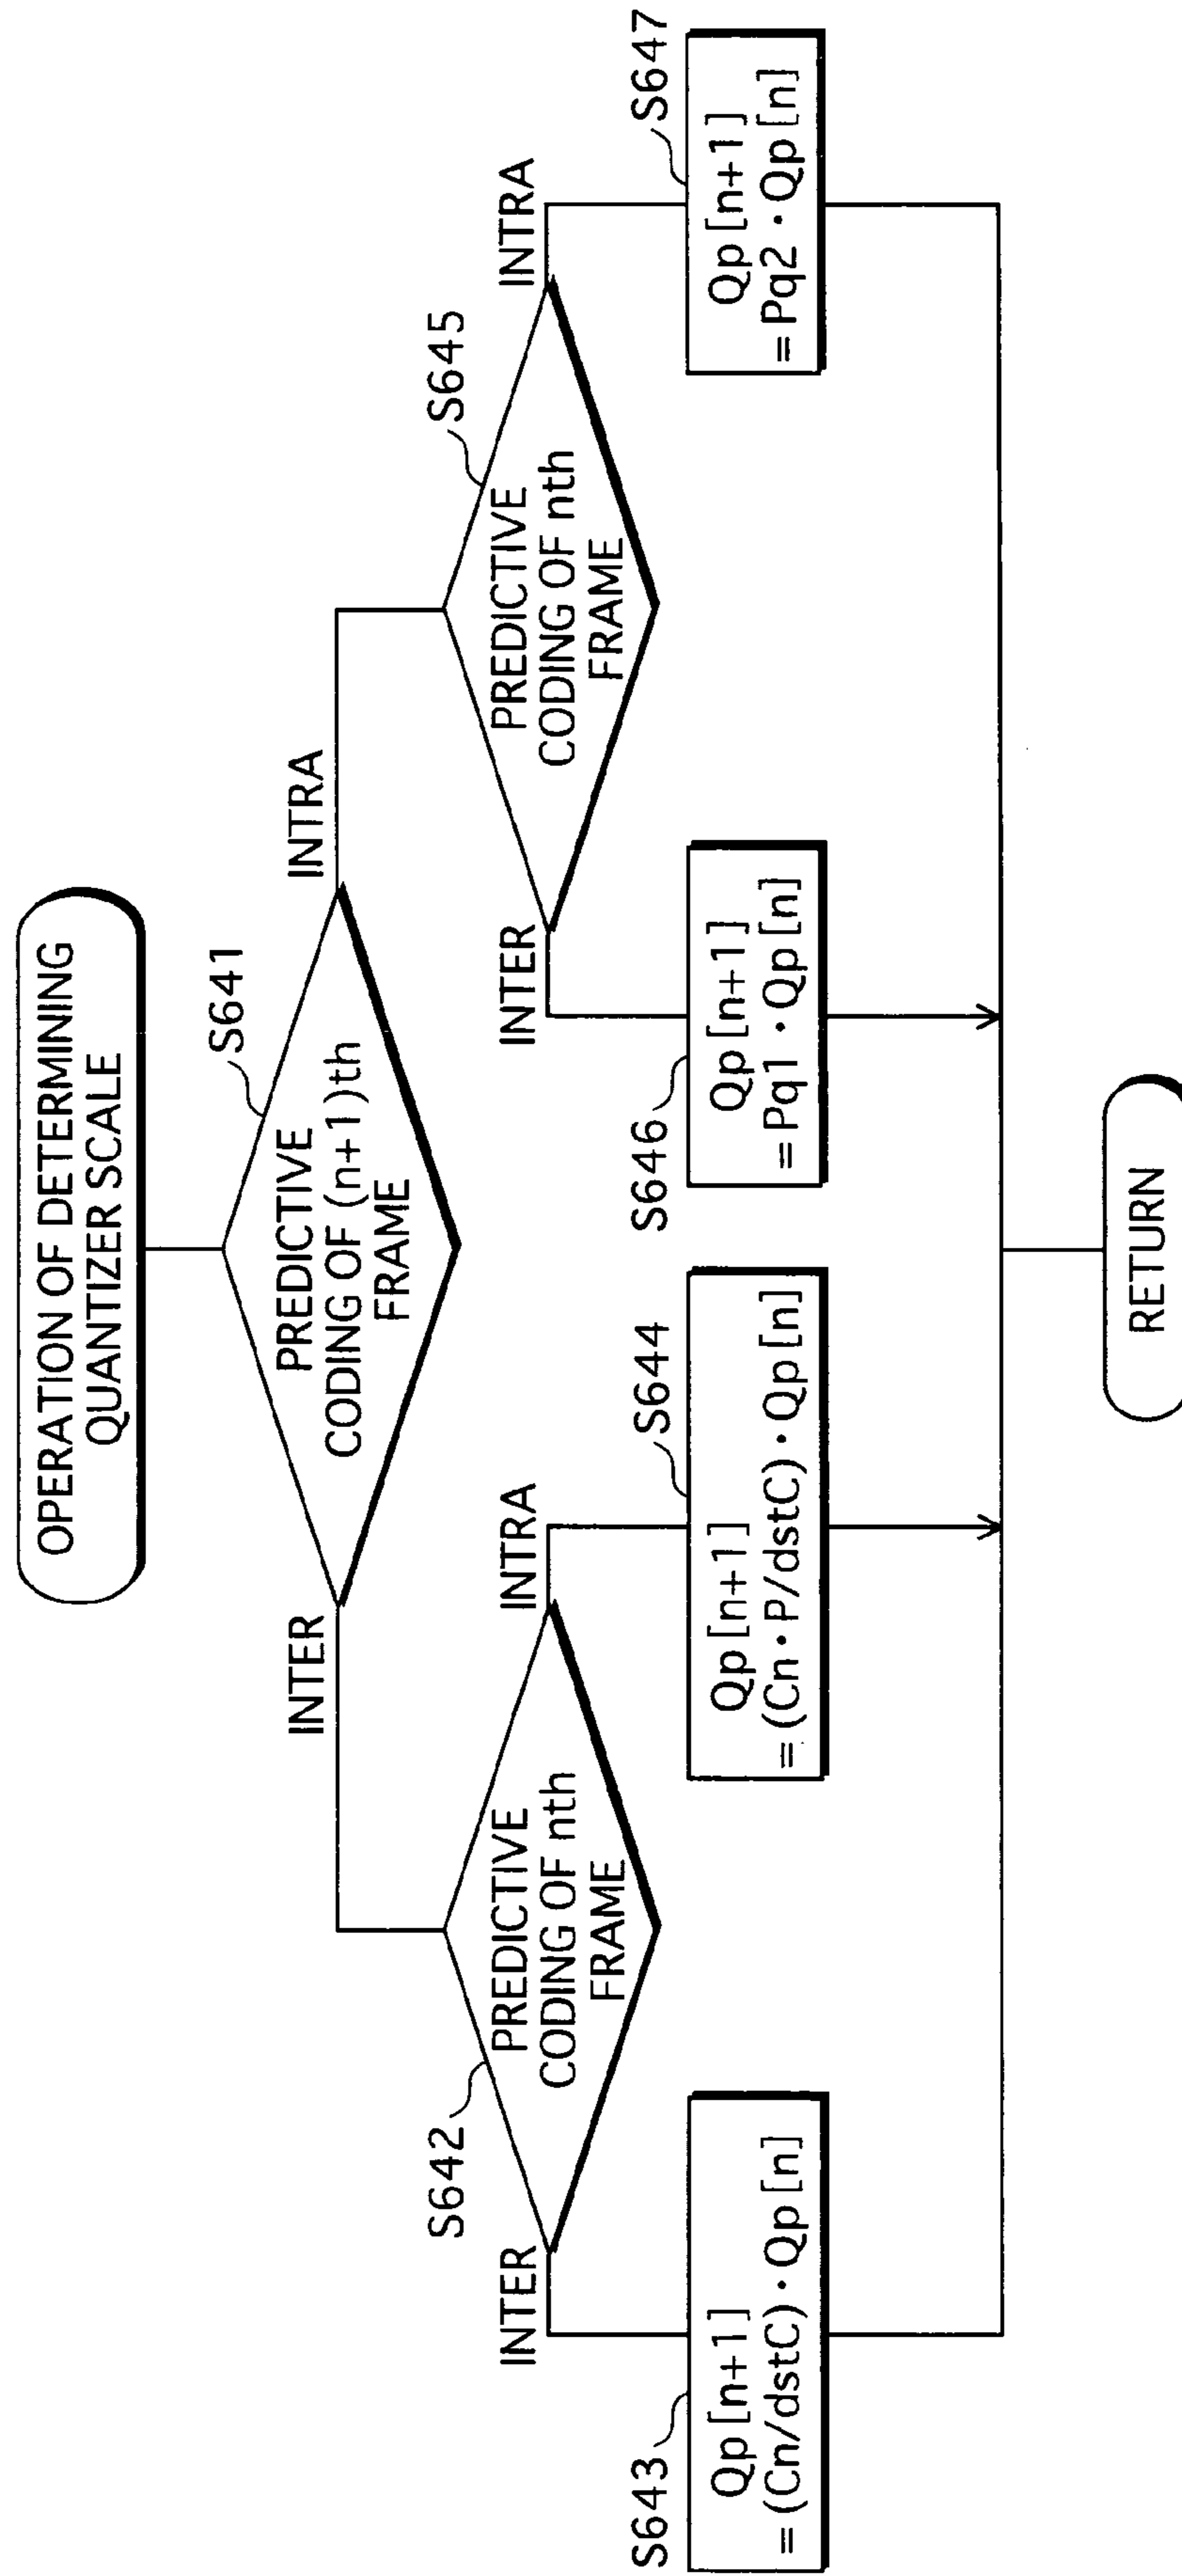 OPERATION OF DETERMINING
QUANTIZER SCALE
S641
PREDICTIVE
CODING OF (n+1)th
FRAME
INTER
INTRA
S642
PREDICTIVE
CODING OF nth
FRAME
INTER
INTRA
S645
PREDICTIVE
CODING OF nth
FRAME
INTER
INTRA
S643
Qp[n+1]
=(Cn/dstC)·Qp[n]
S644
Qp[n+1]
=(Cn·P/dstC)·Qp[n]
S646
Qp[n+1]
=Pq1·Qp[n]
S647
Qp[n+1]
=Pq2·Qp[n]
RETURN